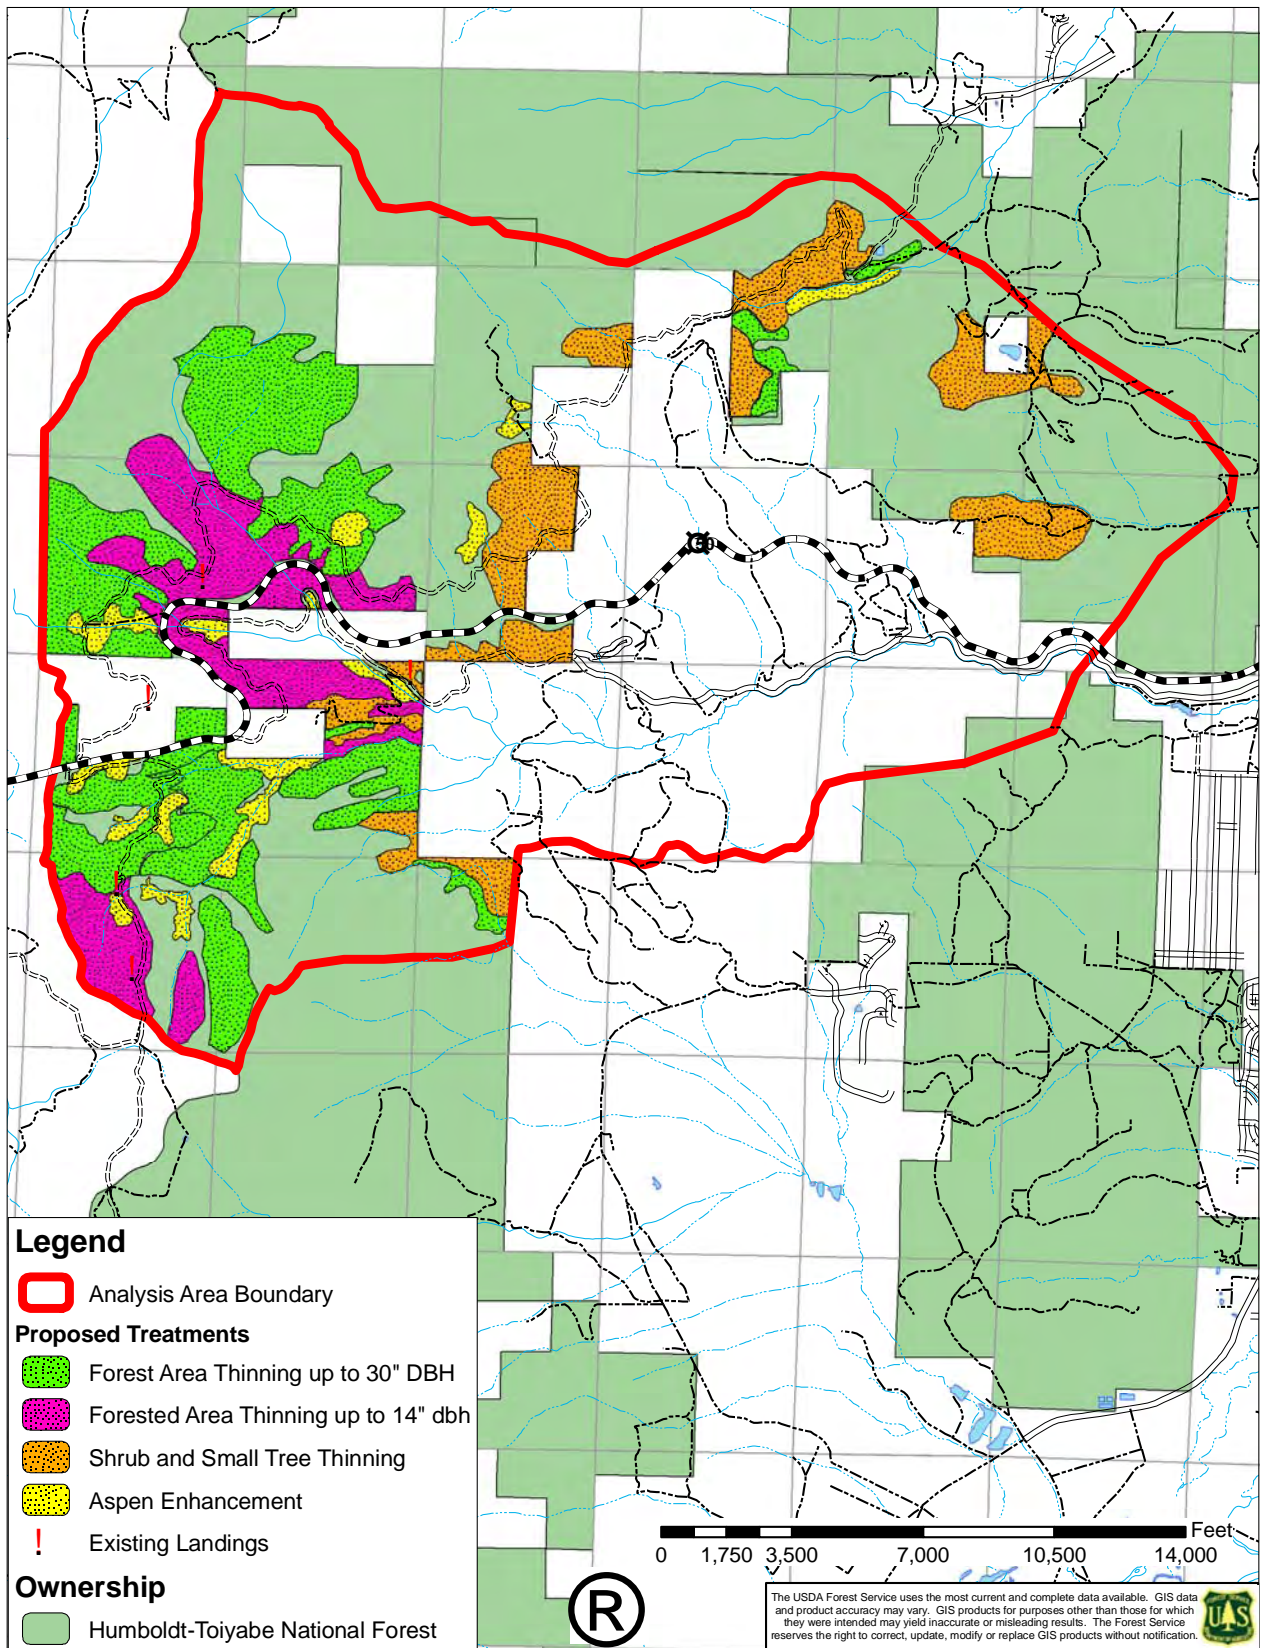 50
Legend
Analysis Area Boundary
Proposed Treatments
Forest Area Thinning up to 30" DBH
Forested Area Thinning up to 14" dbh
Shrub and Small Tree Thinning
Aspen Enhancement
! Existing Landings
Ownership
Humboldt-Toiyabe National Forest
Feet
0 1,750 3,500 7,000 10,500 14,000
®
The USDA Forest Service uses the most current and complete data available. GIS data
and product accuracy may vary. GIS products for purposes other than those for which
they were intended may yield inaccurate or misleading results. The Forest Service
reserves the right to correct, update, modify or replace GIS products without notification.
FOREST SERVICE
U S